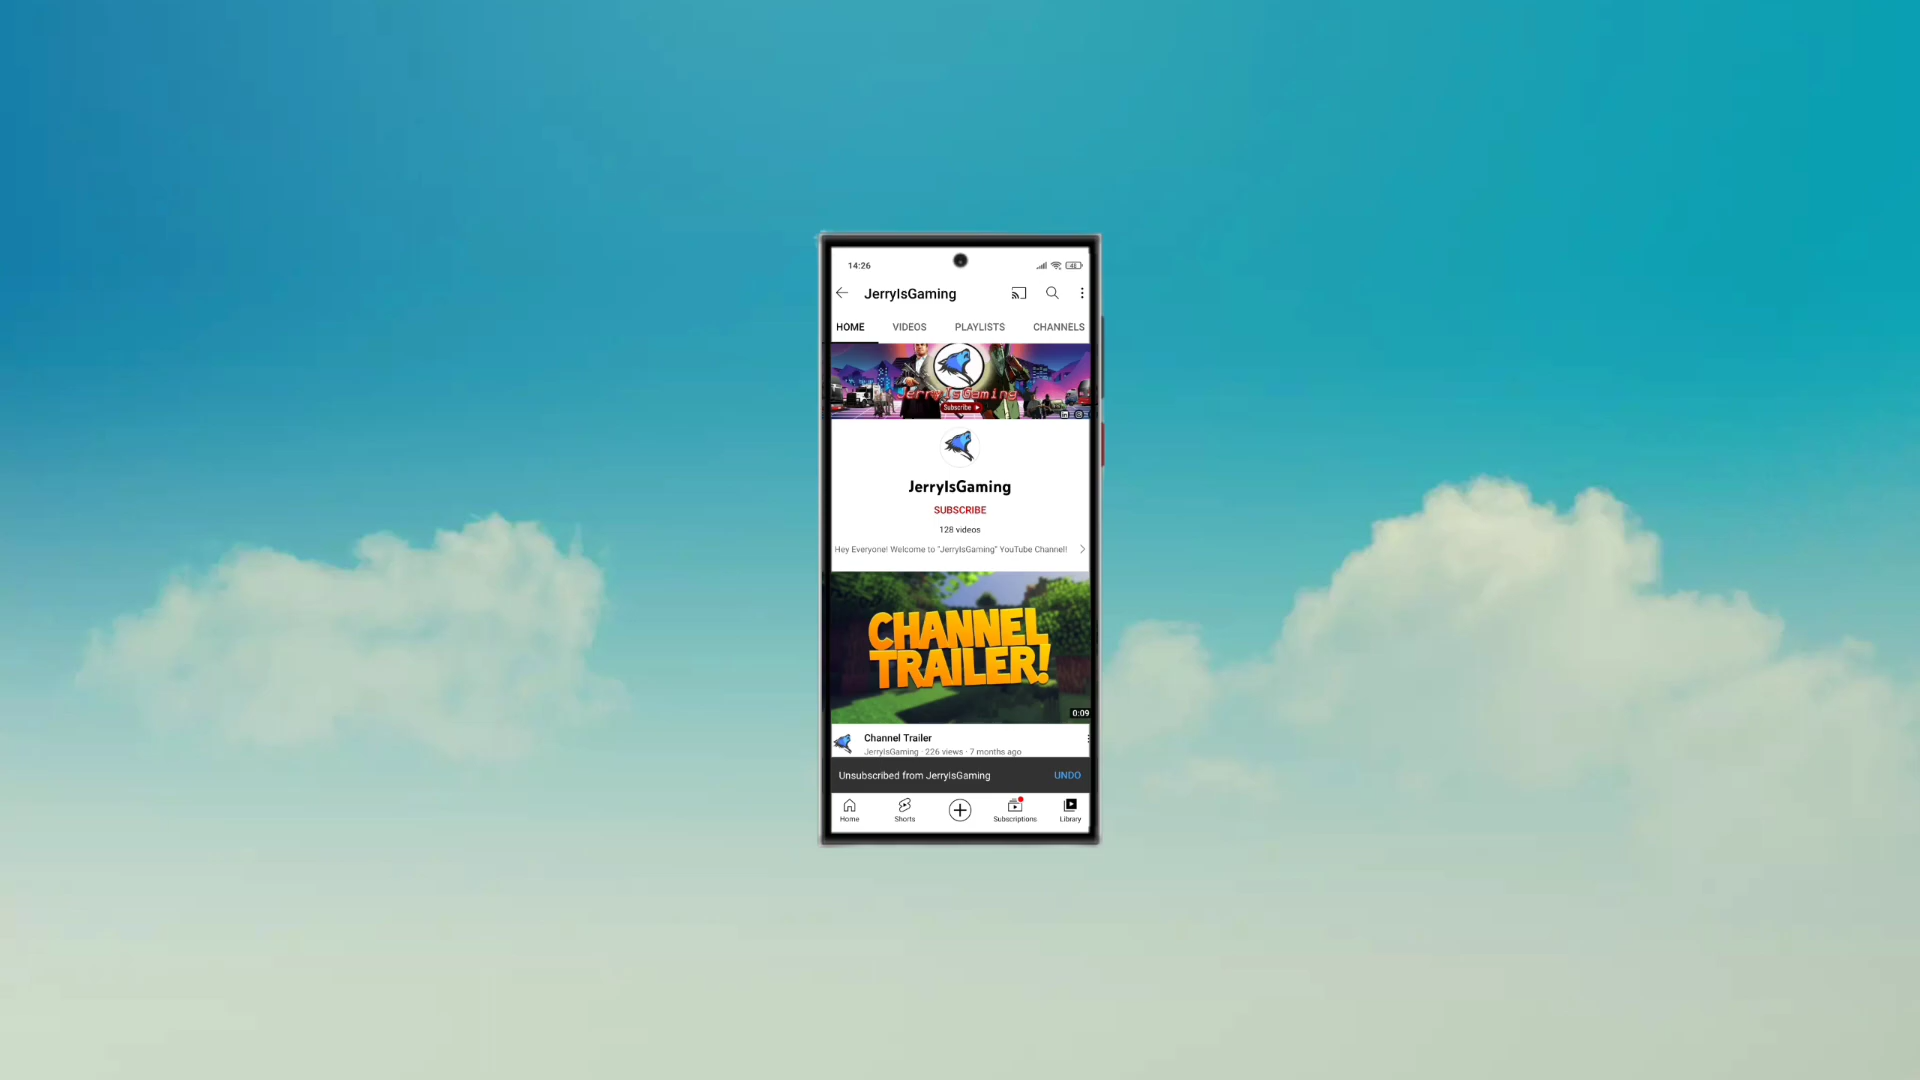 14:26
48
JerryIsGaming
HOME VIDEOS PLAYLISTS CHANNELS
JerryIsGaming
Subscribe
JerryIsGaming
SUBSCRIBE
128 videos
Hey Everyone! Welcome to "JerryIsGaming" YouTube Channel!
CHANNEL
TRAILER!
0:09
Channel Trailer
JerryIsGaming · 226 views · 7 months ago
Unsubscribed from JerryIsGaming UNDO
Home Shorts Subscriptions Library